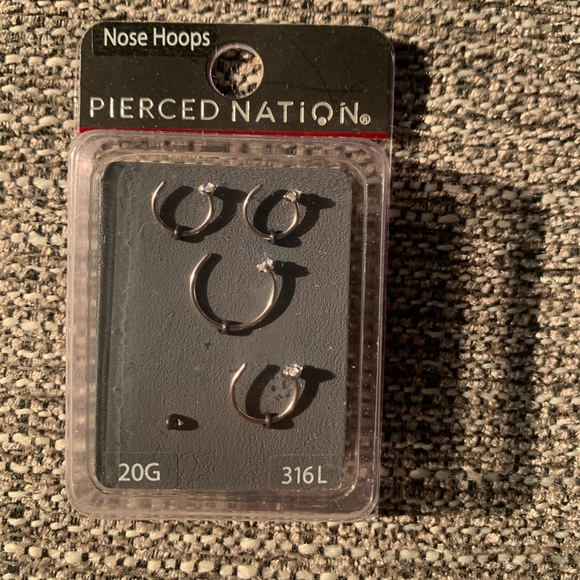 Nose Hoops
PIERCED NATION®
20G
316L